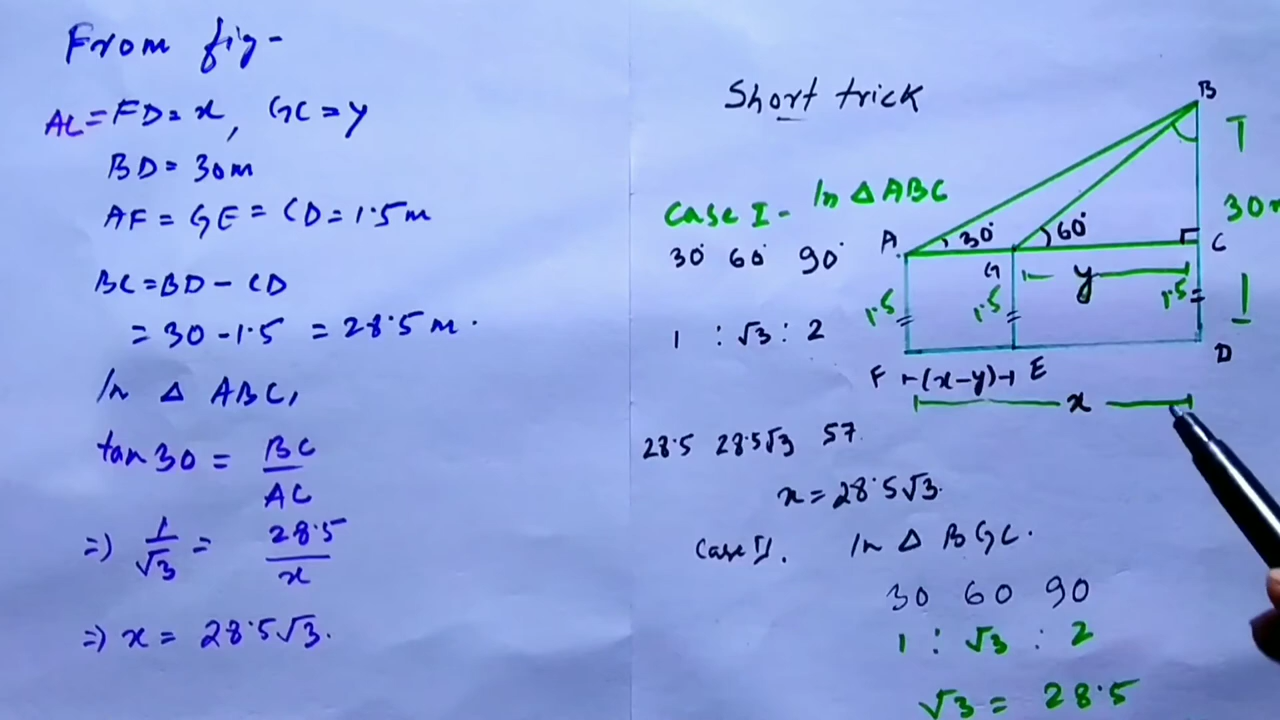 From fig-
AC = FD = x, GC = y
BD = 30m
AF = GE = CD = 1.5m
BC = BD - CD
= 30 - 1.5 = 28.5 m.
In △ ABC,
tan 30 = BC/AC
=> 1/√3 = 28.5/x
=> x = 28.5√3.
Short trick
B
T
Case I - In △ ABC
30m
30° 60° 90°
A 30° 60° C
G y
1.5 1.5 1.5
1 : √3 : 2
F (x-y) E D
x
28.5 28.5√3 57
x = 28.5√3.
Case II. In △ BGC.
30 60 90
1 : √3 : 2
√3 = 28.5